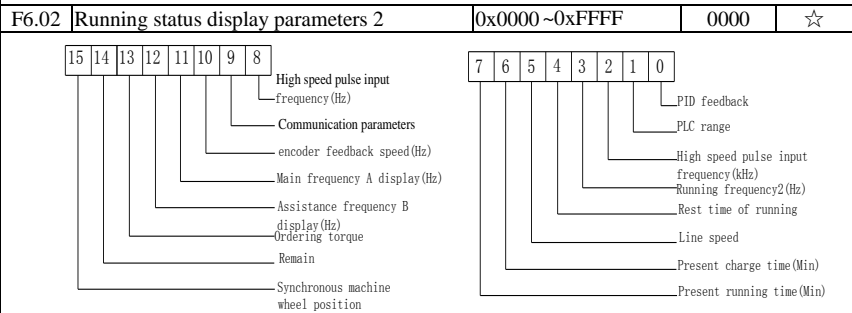 F6.02 Running status display parameters 2 0x0000~0xFFFF 0000 ☆
15 14 13 12 11 10 9 8
High speed pulse input
frequency(Hz)
Communication parameters
encoder feedback speed(Hz)
Main frequency A display(Hz)
Assistance frequency B
display(Hz)
Ordering torque
Remain
Synchronous machine
wheel position
7 6 5 4 3 2 1 0
PID feedback
PLC range
High speed pulse input
frequency(kHz)
Running frequency2(Hz)
Rest time of running
Line speed
Present charge time(Min)
Present running time(Min)